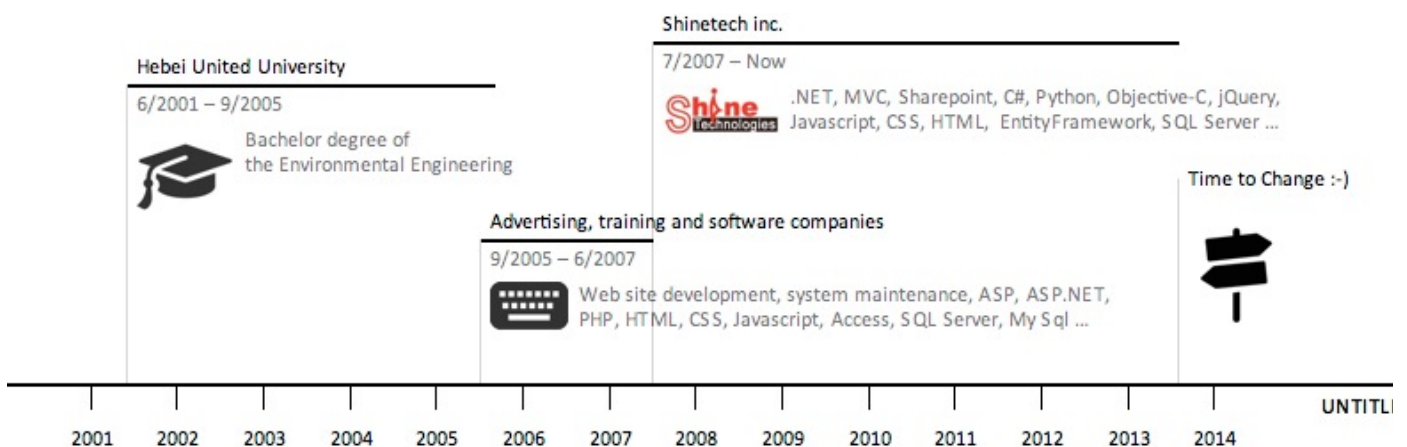 Shinetech inc.
7/2007 – Now
Shine
Technologies
.NET, MVC, Sharepoint, C#, Python, Objective-C, jQuery,
Javascript, CSS, HTML, EntityFramework, SQL Server ...
Hebei United University
6/2001 – 9/2005
Bachelor degree of
the Environmental Engineering
Time to Change :-)
Advertising, training and software companies
9/2005 – 6/2007
Web site development, system maintenance, ASP, ASP.NET,
PHP, HTML, CSS, Javascript, Access, SQL Server, My Sql ...
UNTITL
2001 2002 2003 2004 2005 2006 2007 2008 2009 2010 2011 2012 2013 2014